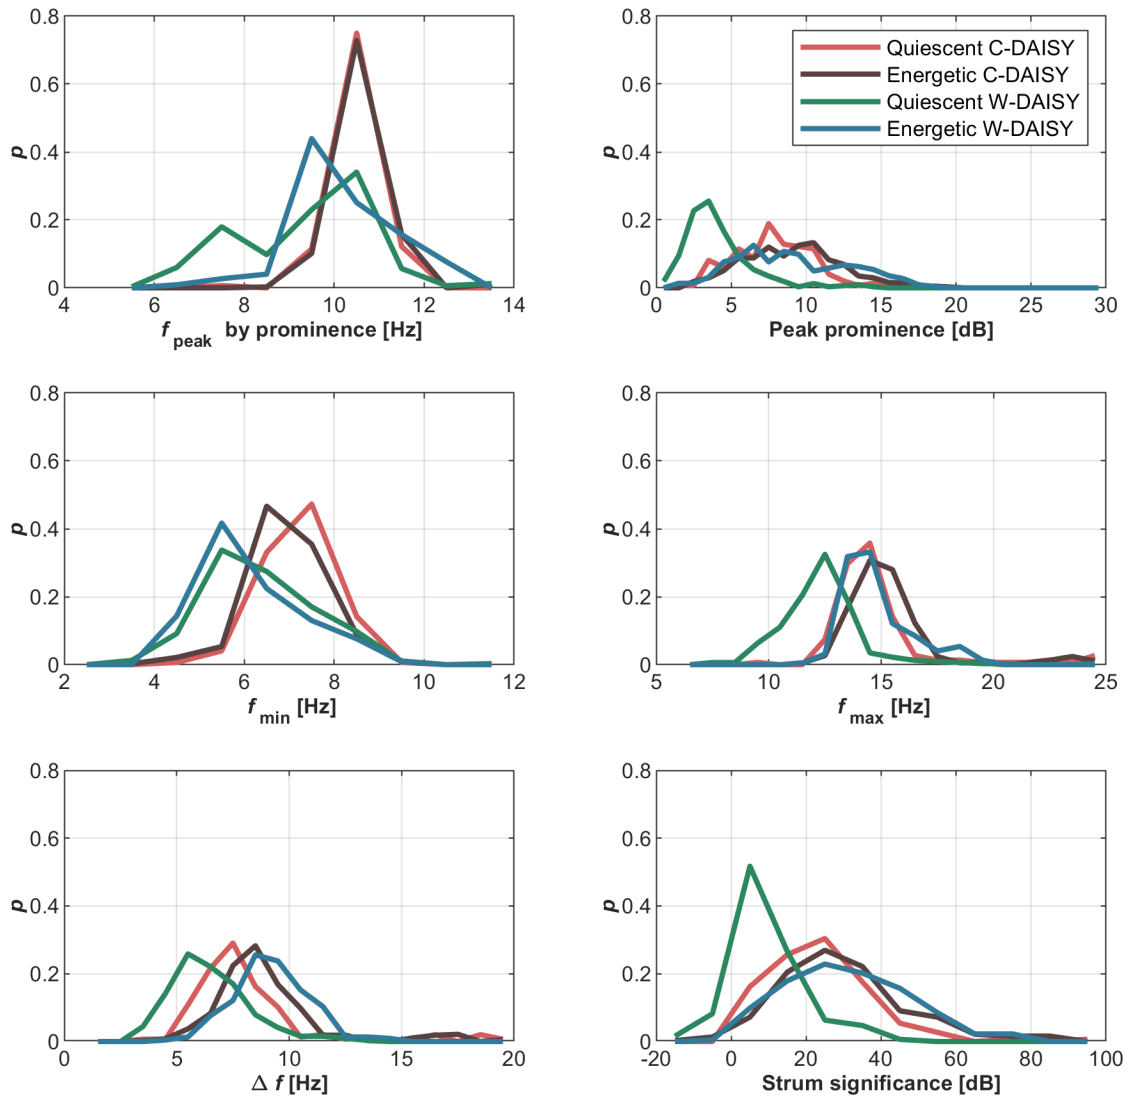 0.8
0.6
0.4
0.2
0
p
4 6 8 10 12 14
f peak by prominence [Hz]
0.8
0.6
0.4
0.2
0
p
Quiescent C-DAISY
Energetic C-DAISY
Quiescent W-DAISY
Energetic W-DAISY
0 5 10 15 20 25 30
Peak prominence [dB]
0.8
0.6
0.4
0.2
0
p
2 4 6 8 10 12
f min [Hz]
0.8
0.6
0.4
0.2
0
p
5 10 15 20 25
f max [Hz]
0.8
0.6
0.4
0.2
0
p
0 5 10 15 20
Δ f [Hz]
0.8
0.6
0.4
0.2
0
p
-20 0 20 40 60 80 100
Strum significance [dB]